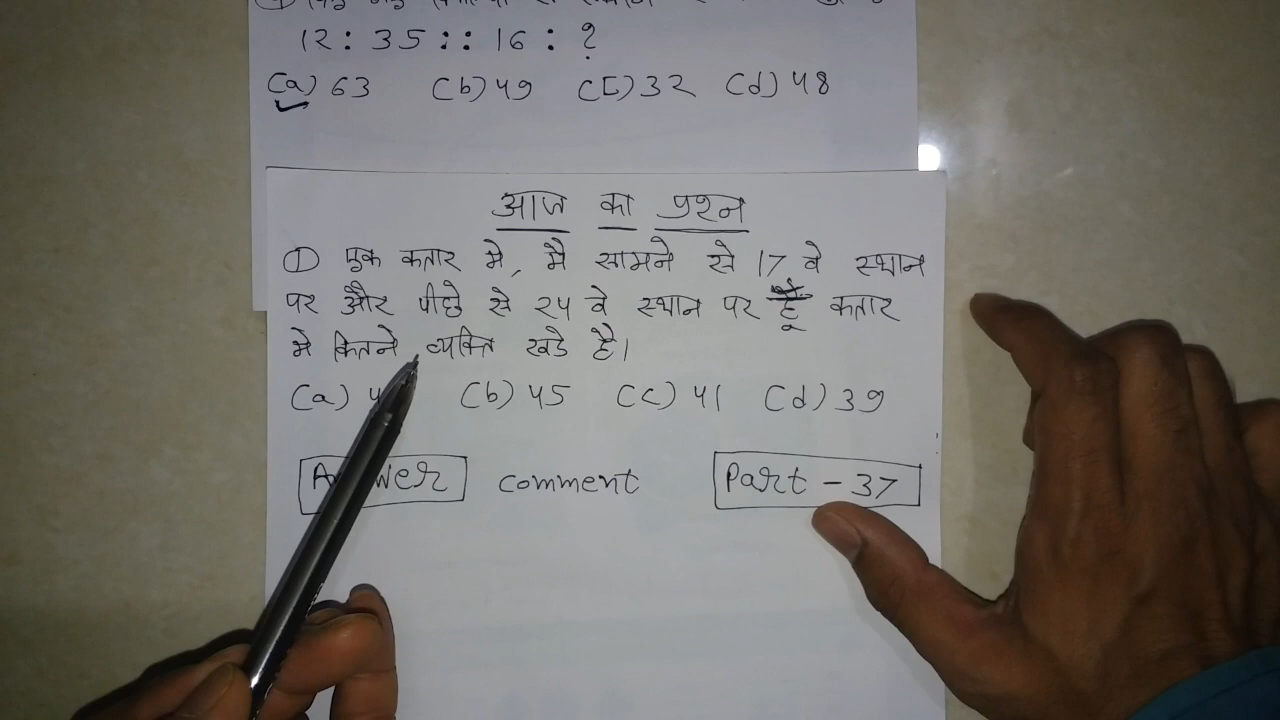 12 : 35 :: 16 : ?
(a) 63 (b) 49 (c) 32 (d) 48
आज का प्रश्न
① एक कतार मे, मै सामने से 17 वे स्थान
पर और पीछे से 25 वे स्थान पर हूँ कतार
मे कितने व्यक्ति खडे है।
(a) (b) 45 (c) 41 (d) 39
Answer comment Part - 37